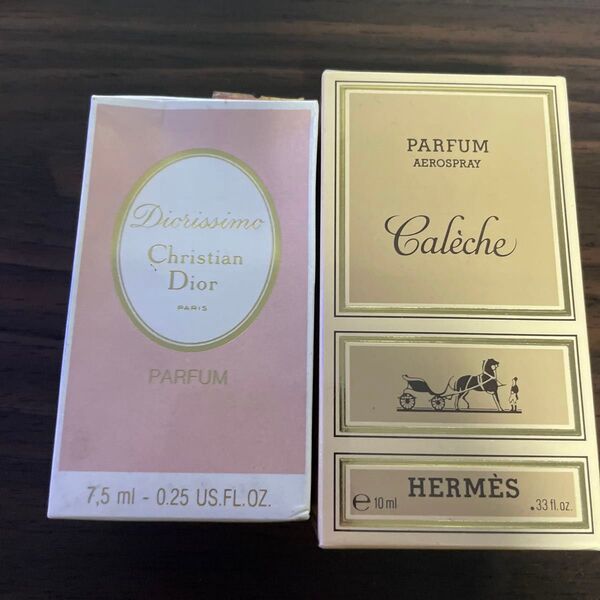 Diorissimo
Christian
Dior
PARIS
PARFUM
7,5 ml - 0.25 US.FL.OZ.
PARFUM
AEROSPRAY
Calèche
HERMÈS
e 10 ml
.33 fl. oz.